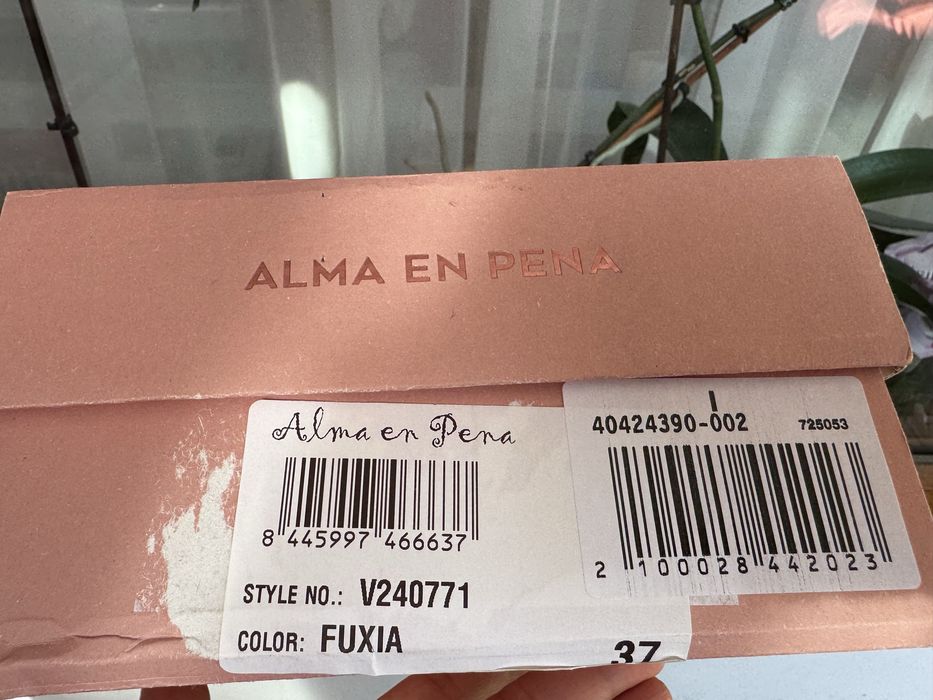 ALMA EN PENA
Alma en Pena
8 445997 466637
STYLE NO.: V240771
COLOR: FUXIA
37
I
40424390-002 725053
2 100028 442023